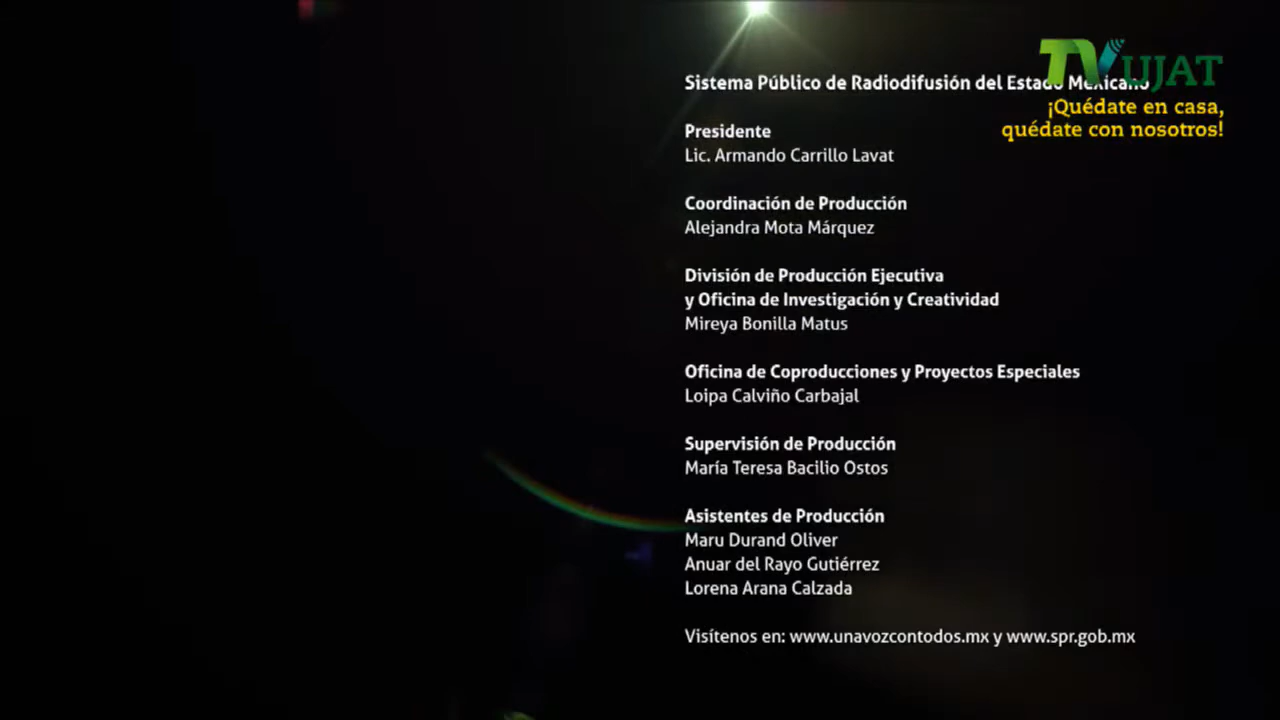 Sistema Público de Radiodifusión del Estado Mexicano
TVUJAT
¡Quédate en casa,
quédate con nosotros!
Presidente
Lic. Armando Carrillo Lavat
Coordinación de Producción
Alejandra Mota Márquez
División de Producción Ejecutiva
y Oficina de Investigación y Creatividad
Mireya Bonilla Matus
Oficina de Coproducciones y Proyectos Especiales
Loipa Calviño Carbajal
Supervisión de Producción
María Teresa Bacilio Ostos
Asistentes de Producción
Maru Durand Oliver
Anuar del Rayo Gutiérrez
Lorena Arana Calzada
Visítenos en: www.unavozcontodos.mx y www.spr.gob.mx